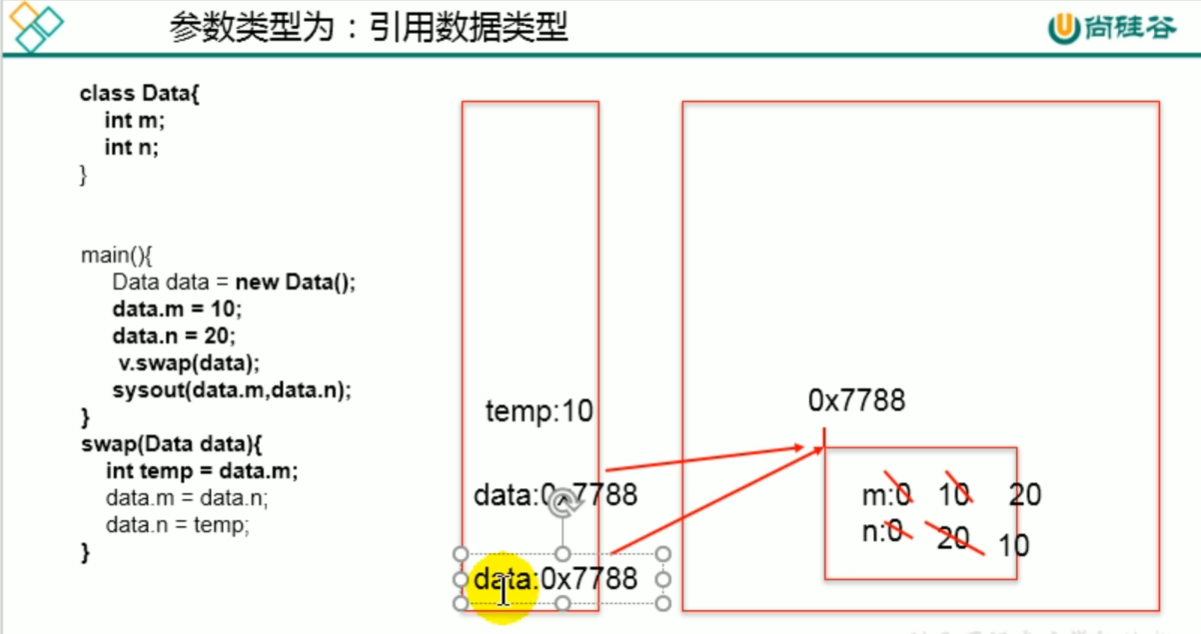 参数类型为：引用数据类型
尚硅谷
class Data{
int m;
int n;
}
main(){
Data data = new Data();
data.m = 10;
data.n = 20;
v.swap(data);
sysout(data.m,data.n);
}
swap(Data data){
int temp = data.m;
data.m = data.n;
data.n = temp;
}
temp:10
data:0x7788
data:0x7788
0x7788
m:0 10 20
n:0 20 10